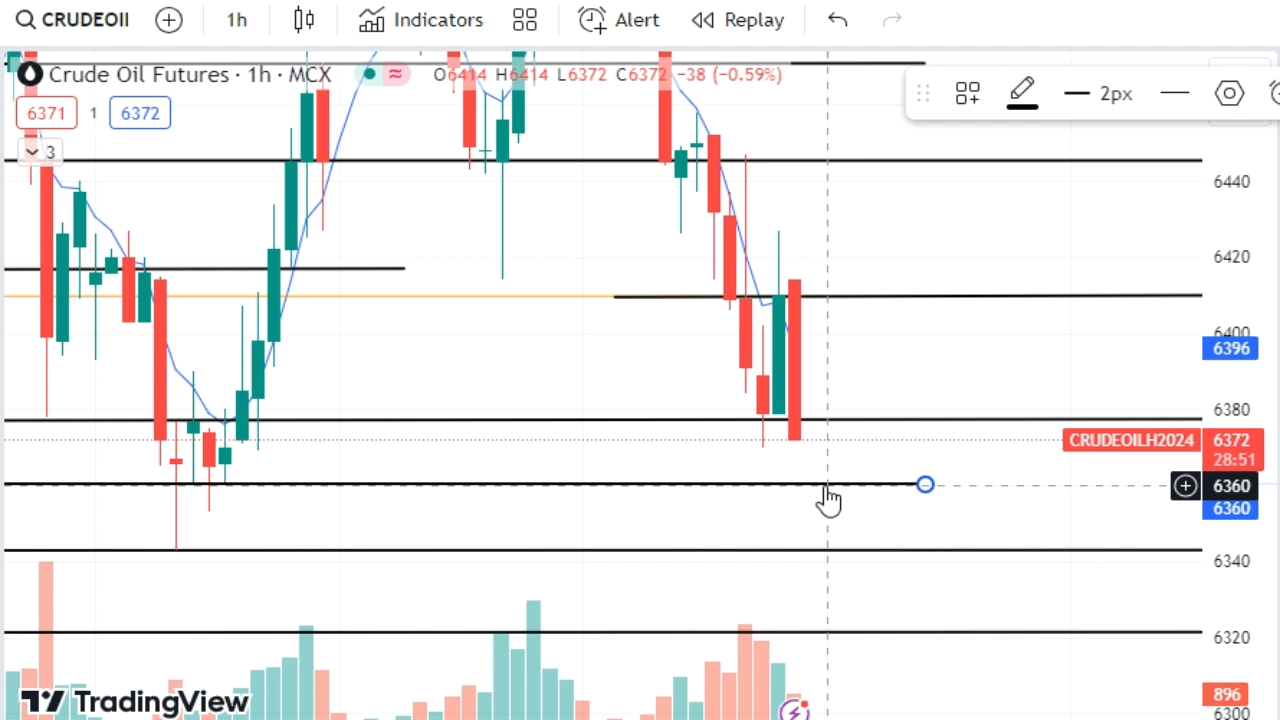 CRUDEOIl 1h Indicators Alert Replay
Crude Oil Futures · 1h · MCX O6414 H6414 L6372 C6372 −38 (−0.59%)
2px
6371 1 6372
3
6440
6420
6400
6396
6380
CRUDEOILH2024 6372
28:51
6360
6360
6340
6320
896
6300
TradingView